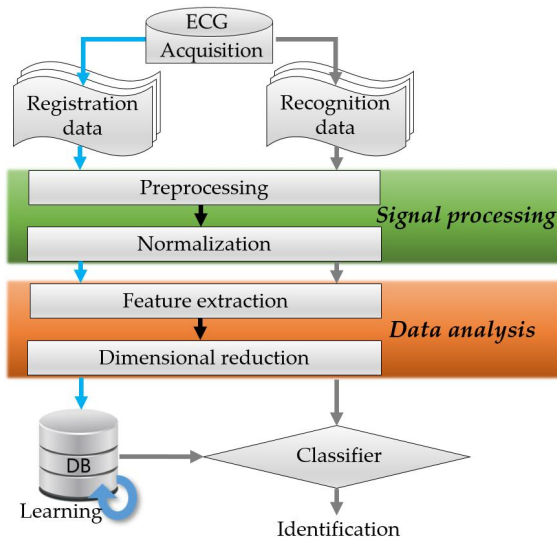 ECG
Acquisition
Registration
data
Recognition
data
Preprocessing
Signal processing
Normalization
Feature extraction
Data analysis
Dimensional reduction
DB
Classifier
Learning
Identification